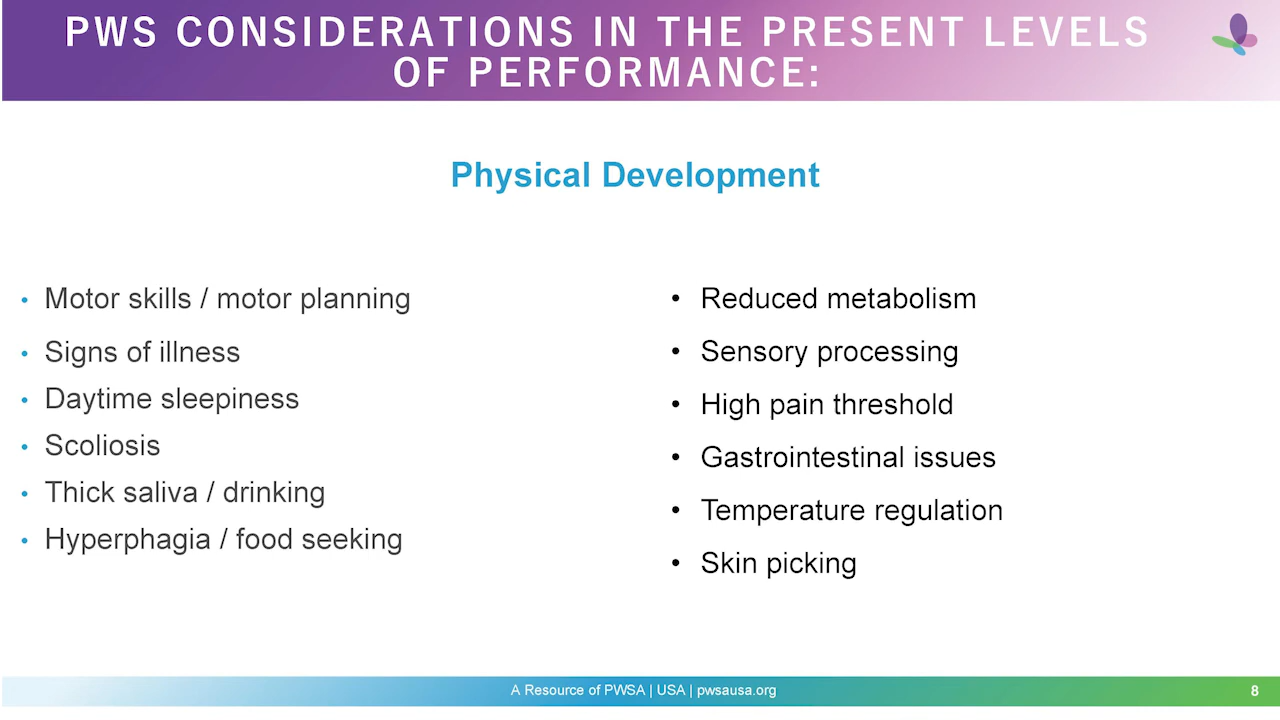 PWS CONSIDERATIONS IN THE PRESENT LEVELS
OF PERFORMANCE:
Physical Development
• Motor skills / motor planning
• Signs of illness
• Daytime sleepiness
• Scoliosis
• Thick saliva / drinking
• Hyperphagia / food seeking
• Reduced metabolism
• Sensory processing
• High pain threshold
• Gastrointestinal issues
• Temperature regulation
• Skin picking
A Resource of PWSA | USA | pwsausa.org
8